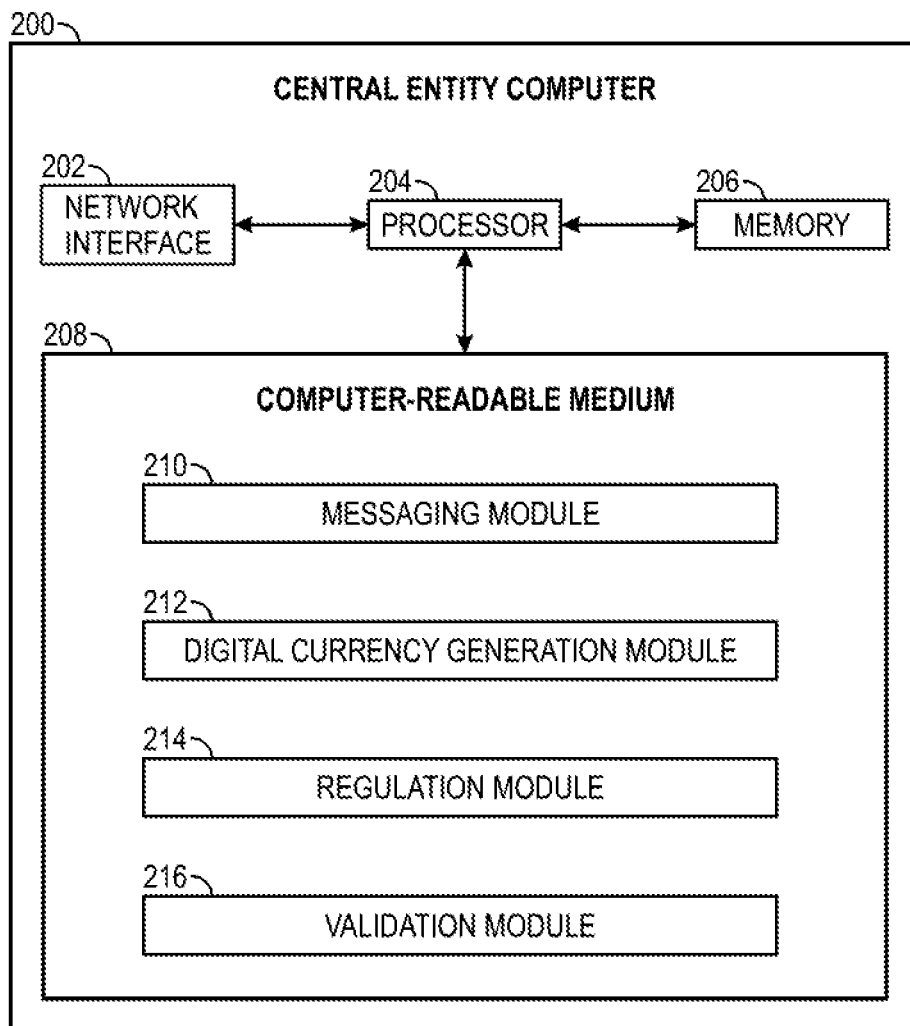 200
CENTRAL ENTITY COMPUTER
202
NETWORK
INTERFACE
204
PROCESSOR
206
MEMORY
208
COMPUTER-READABLE MEDIUM
210
MESSAGING MODULE
212
DIGITAL CURRENCY GENERATION MODULE
214
REGULATION MODULE
216
VALIDATION MODULE